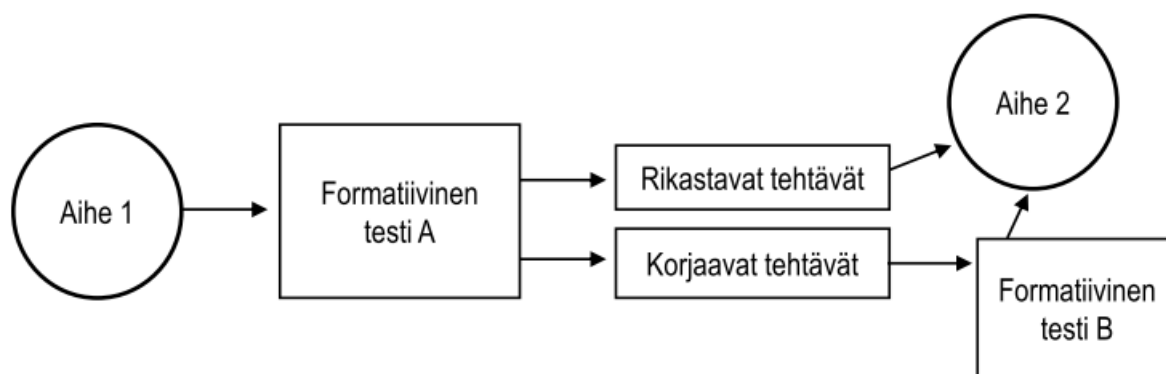 Aihe 1
Formatiivinen
testi A
Rikastavat tehtävät
Korjaavat tehtävät
Aihe 2
Formatiivinen
testi B